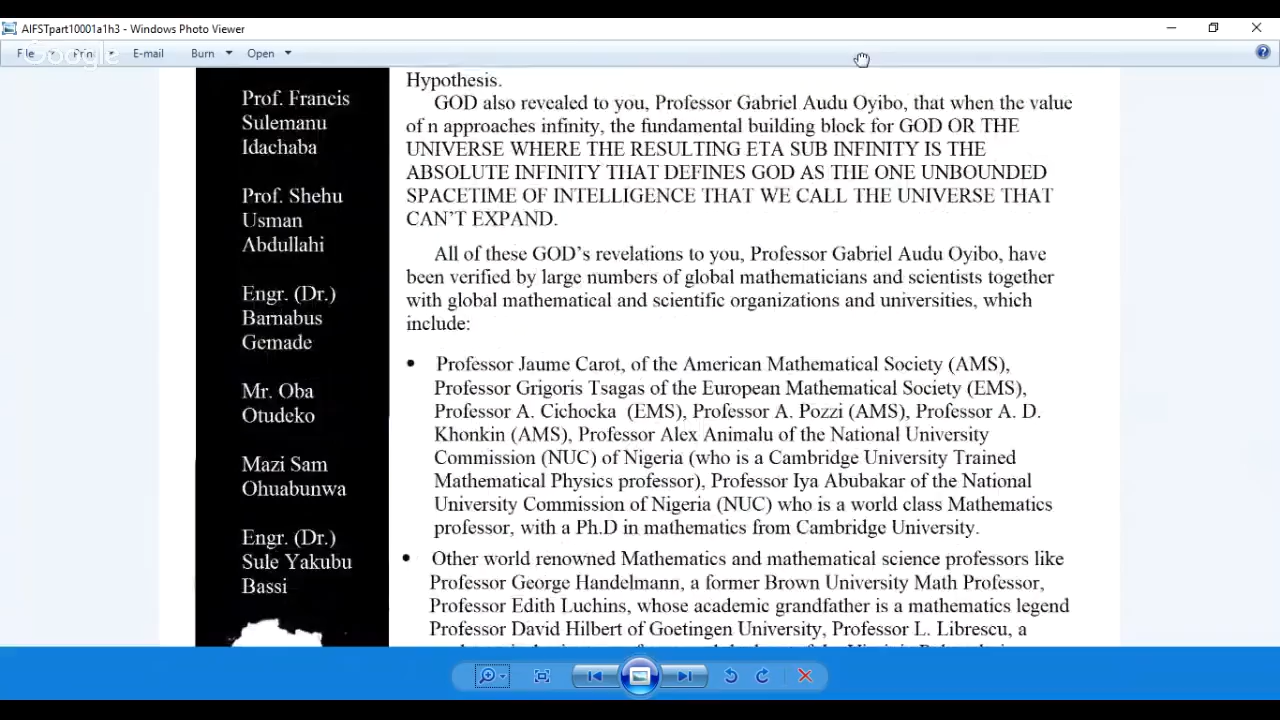 AIFSTpart10001a1h3 - Windows Photo Viewer
File Print E-mail Burn Open
Google
Prof. Francis
Sulemanu
Idachaba
Prof. Shehu
Usman
Abdullahi
Engr. (Dr.)
Barnabus
Gemade
Mr. Oba
Otudeko
Mazi Sam
Ohuabunwa
Engr. (Dr.)
Sule Yakubu
Bassi
Hypothesis.
GOD also revealed to you, Professor Gabriel Audu Oyibo, that when the value
of n approaches infinity, the fundamental building block for GOD OR THE
UNIVERSE WHERE THE RESULTING ETA SUB INFINITY IS THE
ABSOLUTE INFINITY THAT DEFINES GOD AS THE ONE UNBOUNDED
SPACETIME OF INTELLIGENCE THAT WE CALL THE UNIVERSE THAT
CAN'T EXPAND.
All of these GOD's revelations to you, Professor Gabriel Audu Oyibo, have
been verified by large numbers of global mathematicians and scientists together
with global mathematical and scientific organizations and universities, which
include:
• Professor Jaume Carot, of the American Mathematical Society (AMS),
Professor Grigoris Tsagas of the European Mathematical Society (EMS),
Professor A. Cichocka (EMS), Professor A. Pozzi (AMS), Professor A. D.
Khonkin (AMS), Professor Alex Animalu of the National University
Commission (NUC) of Nigeria (who is a Cambridge University Trained
Mathematical Physics professor), Professor Iya Abubakar of the National
University Commission of Nigeria (NUC) who is a world class Mathematics
professor, with a Ph.D in mathematics from Cambridge University.
• Other world renowned Mathematics and mathematical science professors like
Professor George Handelmann, a former Brown University Math Professor,
Professor Edith Luchins, whose academic grandfather is a mathematics legend
Professor David Hilbert of Goetingen University, Professor L. Librescu, a